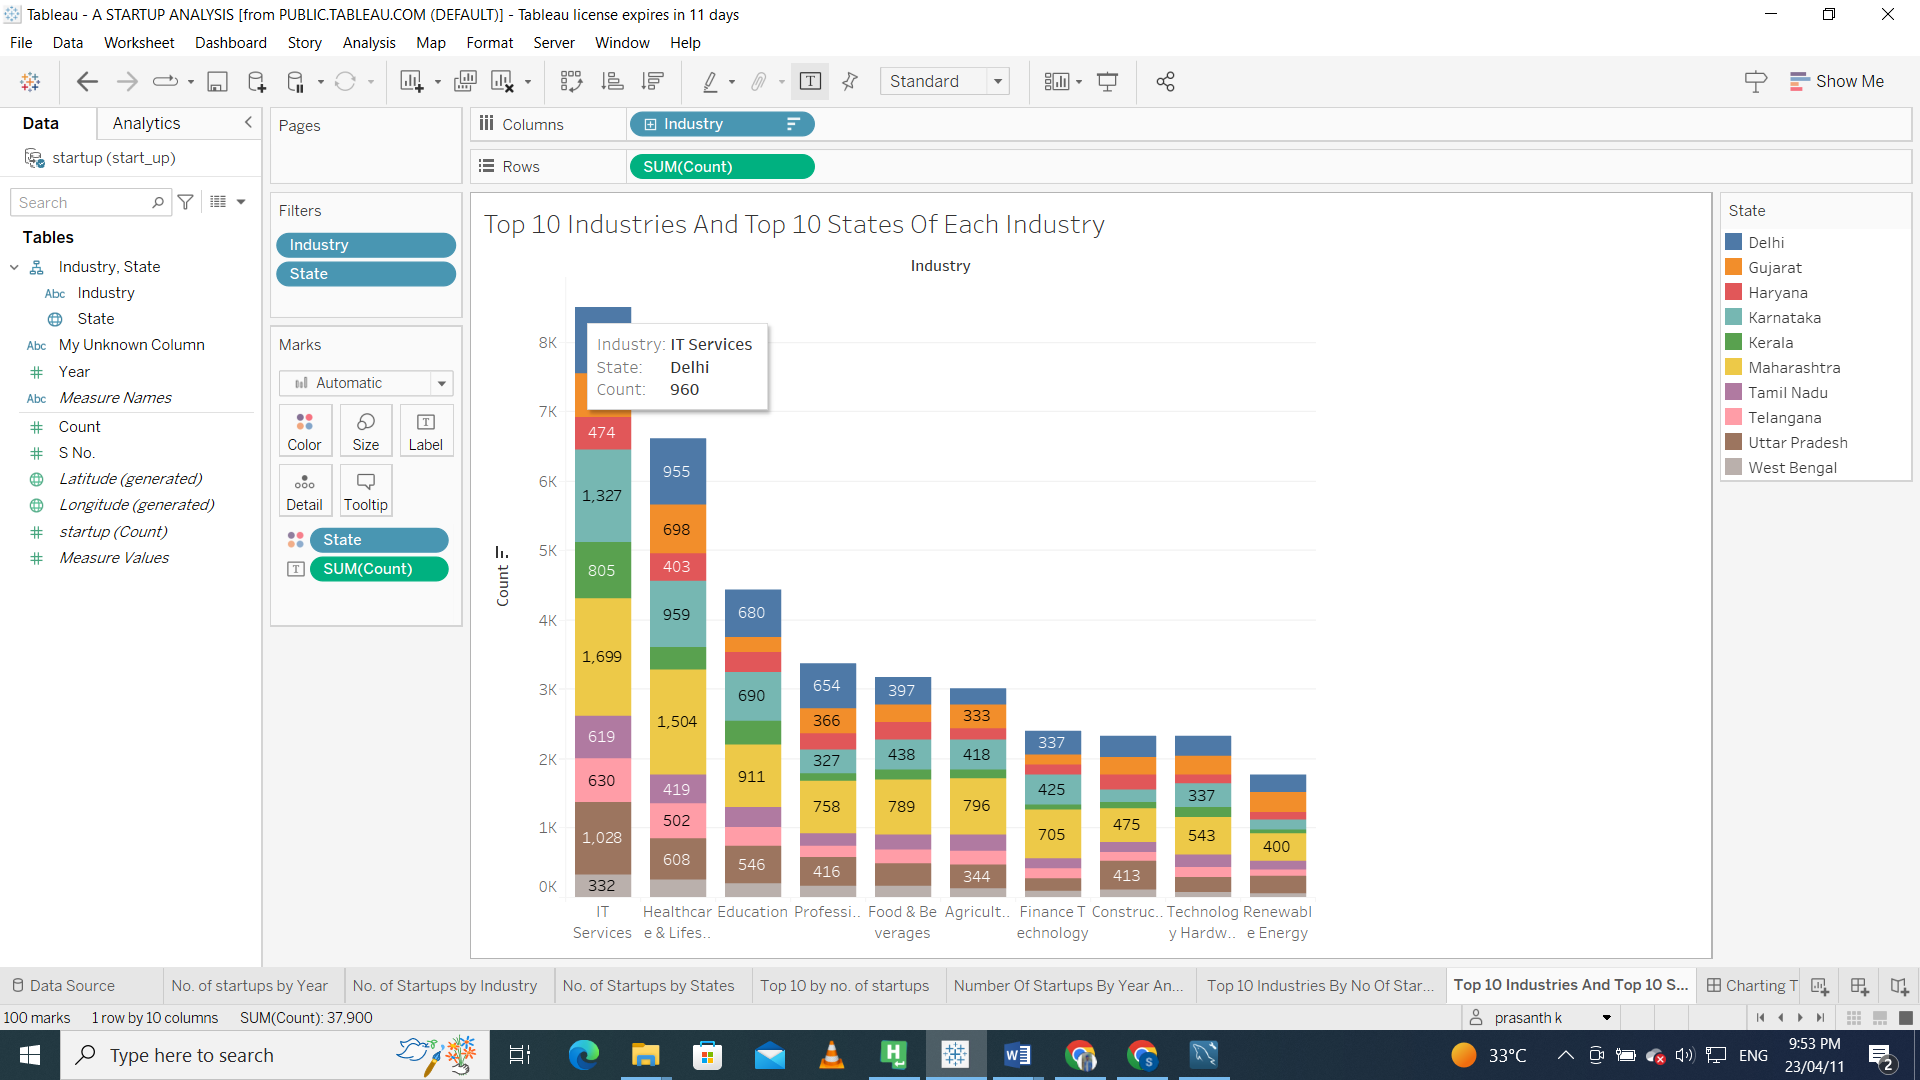 Tableau - A STARTUP ANALYSIS [from PUBLIC.TABLEAU.COM (DEFAULT)] - Tableau license expires in 11 days
File Data Worksheet Dashboard Story Analysis Map Format Server Window Help
Standard
Show Me
Data Analytics
startup (start_up)
Search
Tables
Industry, State
Abc Industry
State
Abc My Unknown Column
Year
Abc Measure Names
Count
S No.
Latitude (generated)
Longitude (generated)
startup (Count)
Measure Values
Pages
Filters
Industry
State
Marks
Automatic
Color Size Label
Detail Tooltip
State
SUM(Count)
Columns Industry
Rows SUM(Count)
Top 10 Industries And Top 10 States Of Each Industry
Industry
Count
8K
7K
6K
5K
4K
3K
2K
1K
0K
Industry: IT Services
State: Delhi
Count: 960
474
1,327
805
1,699
619
630
1,028
332
955
698
403
959
1,504
419
502
608
680
690
911
546
654
366
327
758
416
397
438
789
333
418
796
344
337
425
705
475
413
337
543
400
IT Services
Healthcar e & Lifes..
Education
Professi..
Food & Be verages
Agricult..
Finance T echnology
Construc..
Technolog y Hardw..
Renewabl e Energy
State
Delhi
Gujarat
Haryana
Karnataka
Kerala
Maharashtra
Tamil Nadu
Telangana
Uttar Pradesh
West Bengal
Data Source No. of startups by Year No. of Startups by Industry No. of Startups by States Top 10 by no. of startups Number Of Startups By Year An... Top 10 Industries By No Of Star... Top 10 Industries And Top 10 S... Charting T
100 marks 1 row by 10 columns SUM(Count): 37,900 prasanth k
Type here to search
33°C ENG 9:53 PM
23/04/11
2